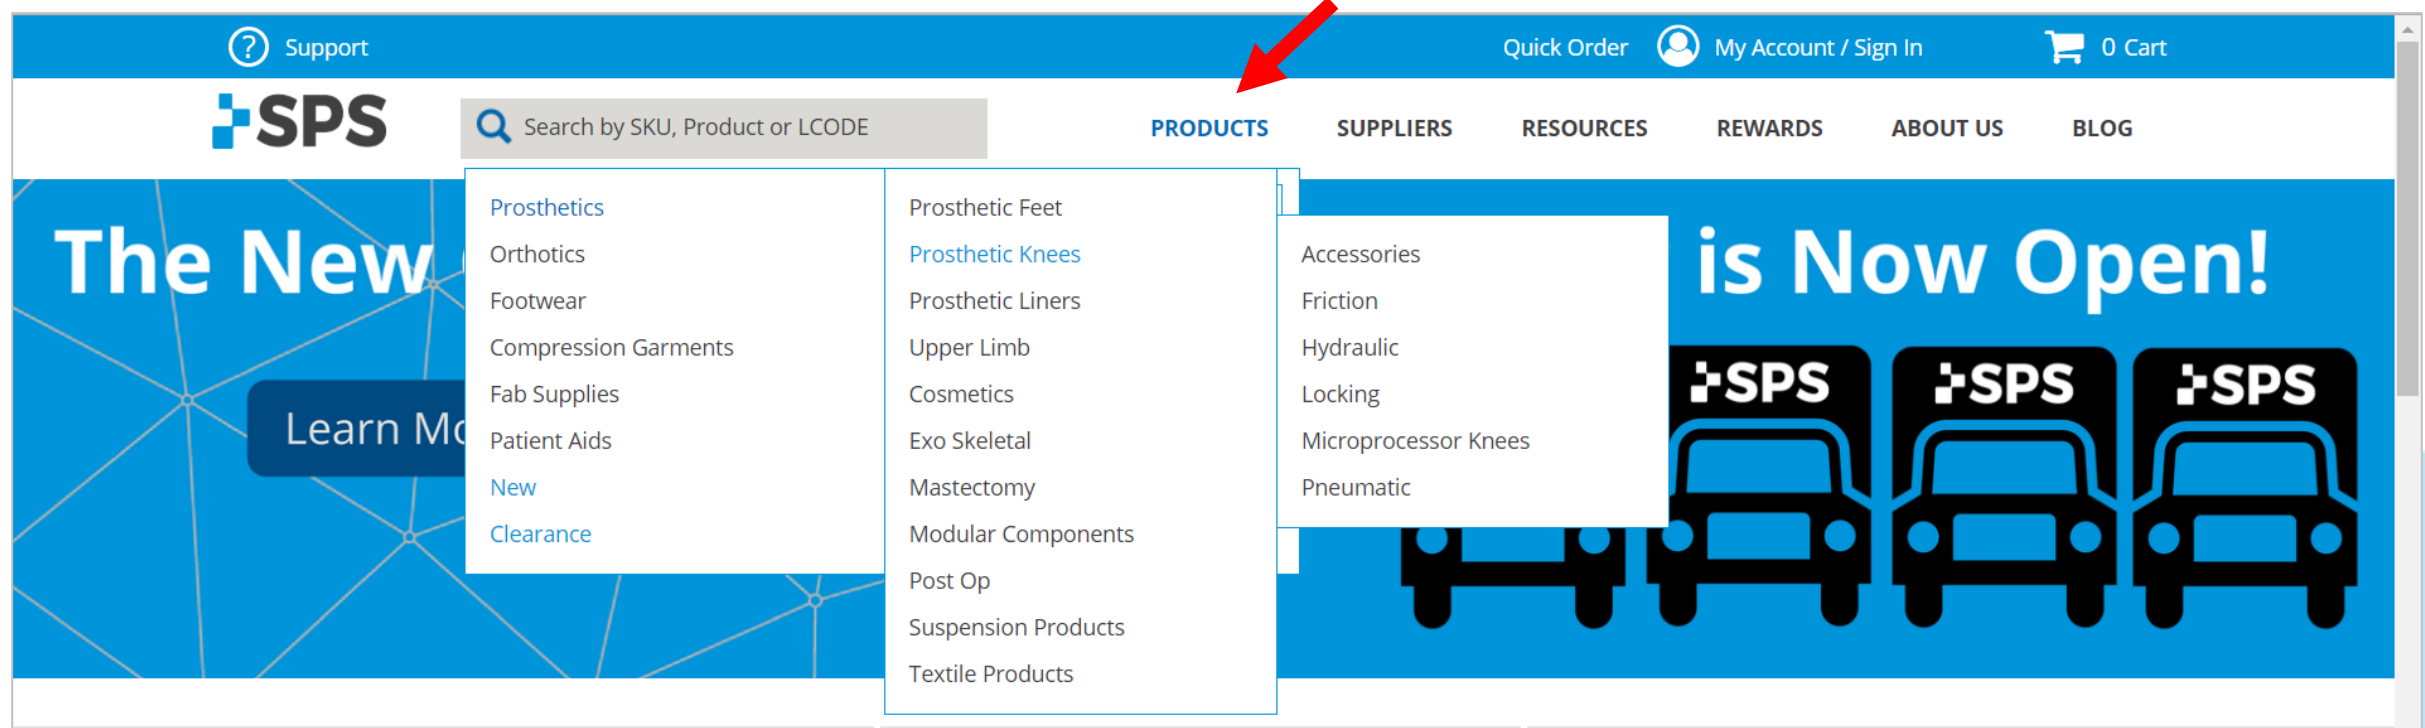 Support
Quick Order
My Account / Sign In
0 Cart
SPS
Search by SKU, Product or LCODE
PRODUCTS
SUPPLIERS
RESOURCES
REWARDS
ABOUT US
BLOG
Prosthetics
Orthotics
Footwear
Compression Garments
Fab Supplies
Patient Aids
New
Clearance
Prosthetic Feet
Prosthetic Knees
Prosthetic Liners
Upper Limb
Cosmetics
Exo Skeletal
Mastectomy
Modular Components
Post Op
Suspension Products
Textile Products
Accessories
Friction
Hydraulic
Locking
Microprocessor Knees
Pneumatic
The New
is Now Open!
Learn Mo
SPS
SPS
SPS